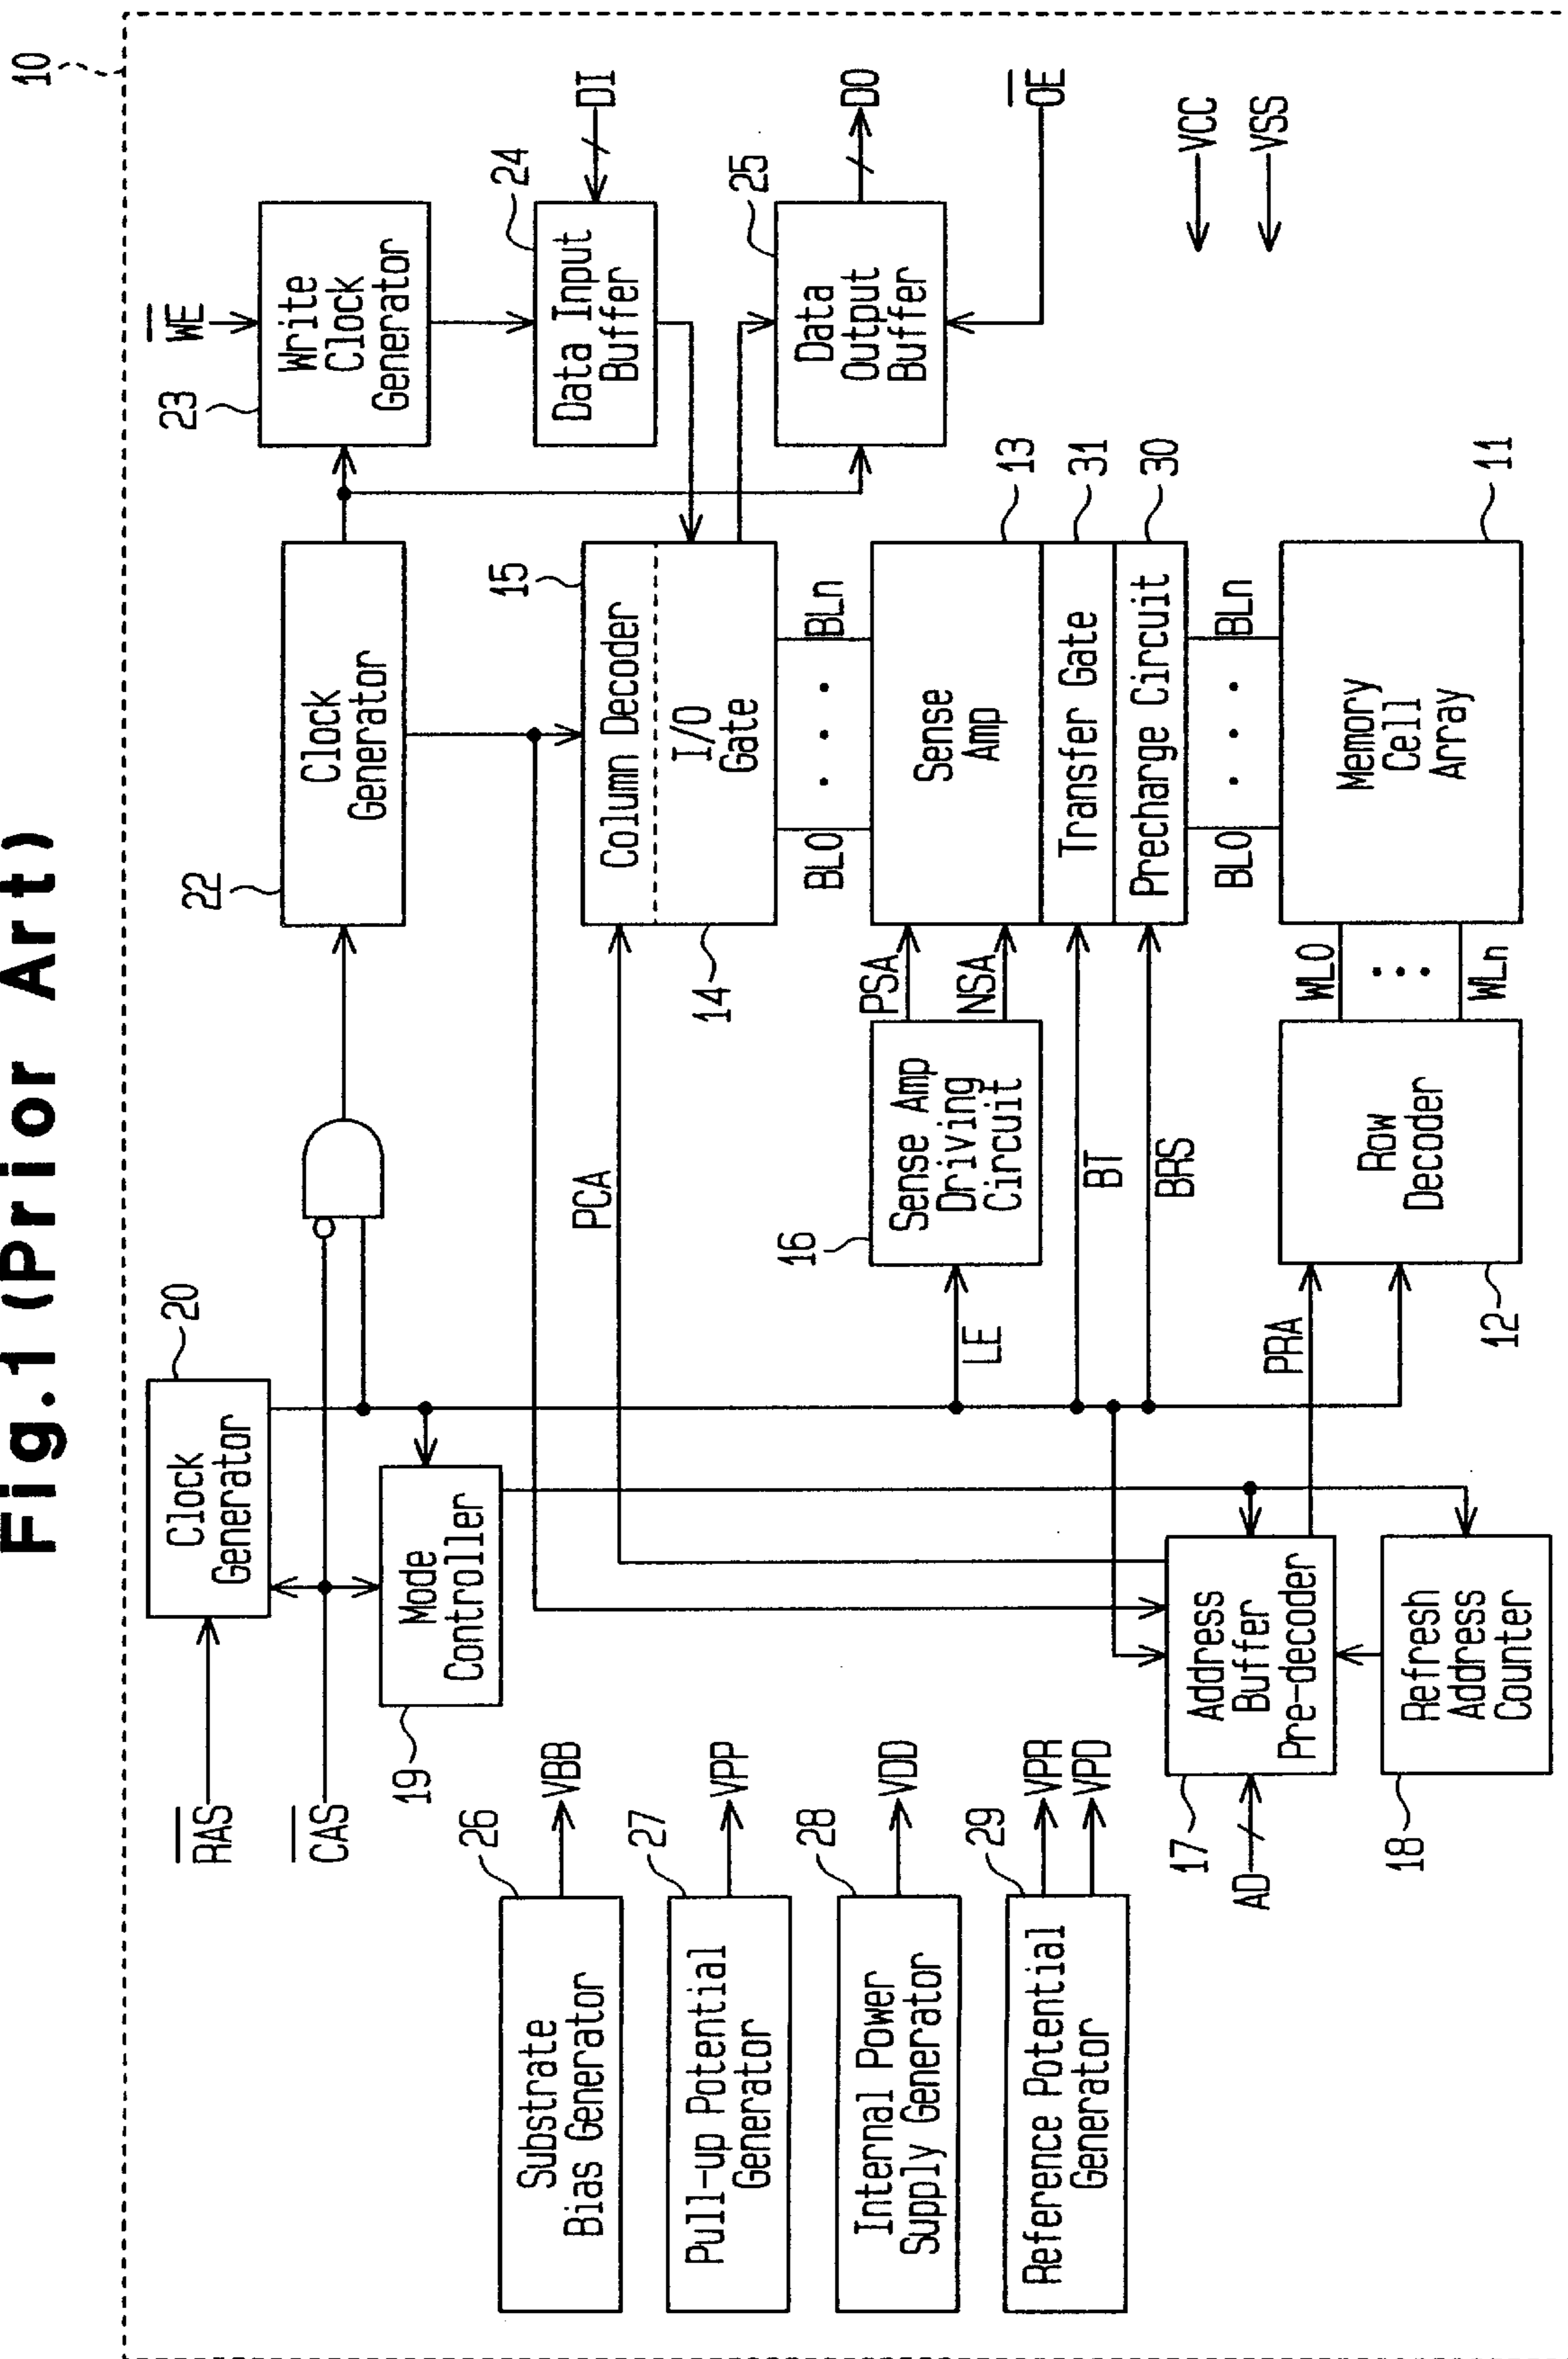 Fig.1 (Prior Art)
10
RAS
CAS
20
Clock
Generator
19
Mode
Controller
22
Clock
Generator
WE
23
Write
Clock
Generator
24
Data Input
Buffer
DI
25
Data
Output
Buffer
DO
OE
VCC
VSS
15
Column Decoder
I/O
Gate
14
PCA
BL0
BLn
Sense
Amp
13
Transfer Gate
31
Precharge Circuit
30
PSA
NSA
16
Sense Amp
Driving
Circuit
LE
BT
BRS
BL0
BLn
Memory
Cell
Array
11
WL0
WLn
Row
Decoder
12
PRA
17
Address
Buffer
Pre-decoder
AD
18
Refresh
Address
Counter
26
Substrate
Bias Generator
VBB
27
Pull-up Potential
Generator
VPP
28
Internal Power
Supply Generator
VDD
29
Reference Potential
Generator
VPR
VPD